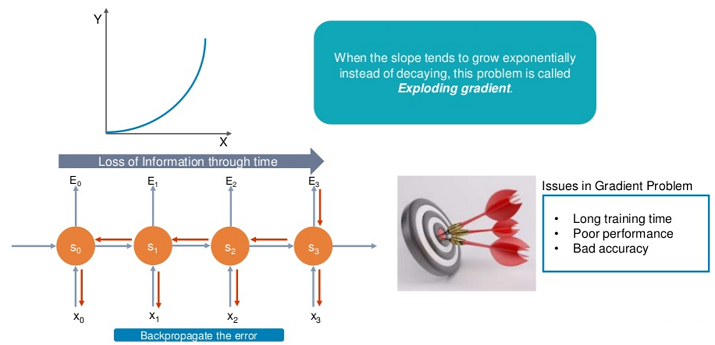 Y
X
When the slope tends to grow exponentially
instead of decaying, this problem is called
Exploding gradient.
Loss of Information through time
E₀ E₁ E₂ E₃
S₀ S₁ S₂ S₃
x₀ x₁ x₂ x₃
Backpropagate the error
Issues in Gradient Problem
• Long training time
• Poor performance
• Bad accuracy